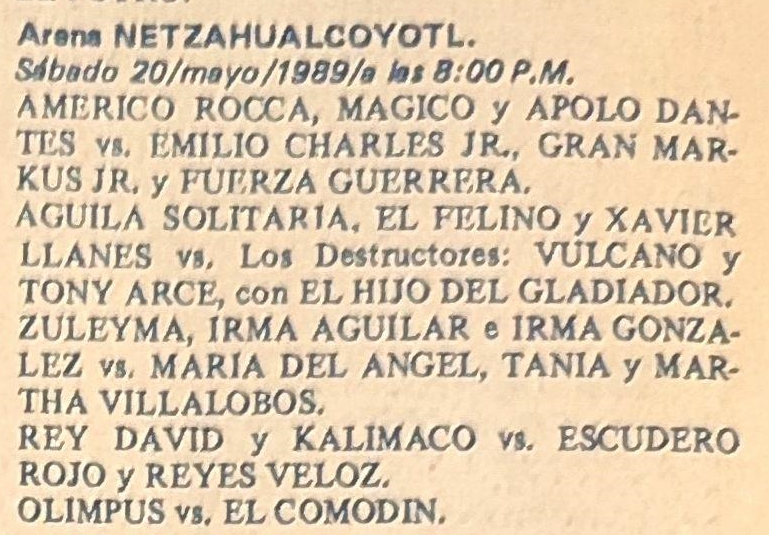 Arena NETZAHUALCOYOTL.
Sábado 20/mayo/1989/a las 8:00 P.M.
AMERICO ROCCA, MAGICO y APOLO DAN-
TES vs. EMILIO CHARLES JR., GRAN MAR-
KUS JR. y FUERZA GUERRERA.
AGUILA SOLITARIA, EL FELINO y XAVIER
LLANES vs. Los Destructores: VULCANO y
TONY ARCE, con EL HIJO DEL GLADIADOR.
ZULEYMA, IRMA AGUILAR e IRMA GONZA-
LEZ vs. MARIA DEL ANGEL, TANIA y MAR-
THA VILLALOBOS.
REY DAVID y KALIMACO vs. ESCUDERO
ROJO y REYES VELOZ.
OLIMPUS vs. EL COMODIN.